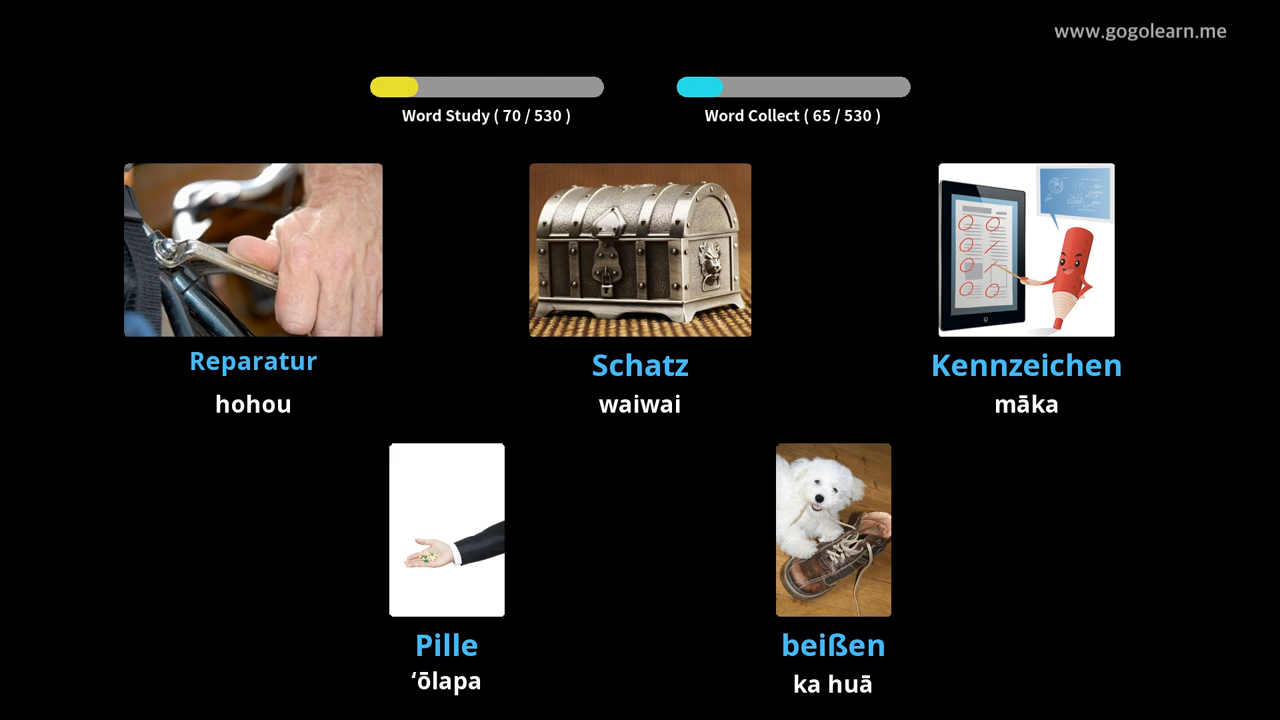 www.gogolearn.me
Word Study ( 70 / 530 )
Word Collect ( 65 / 530 )
Reparatur
hohou
Schatz
waiwai
Kennzeichen
māka
Pille
ʻōlapa
beißen
ka huā